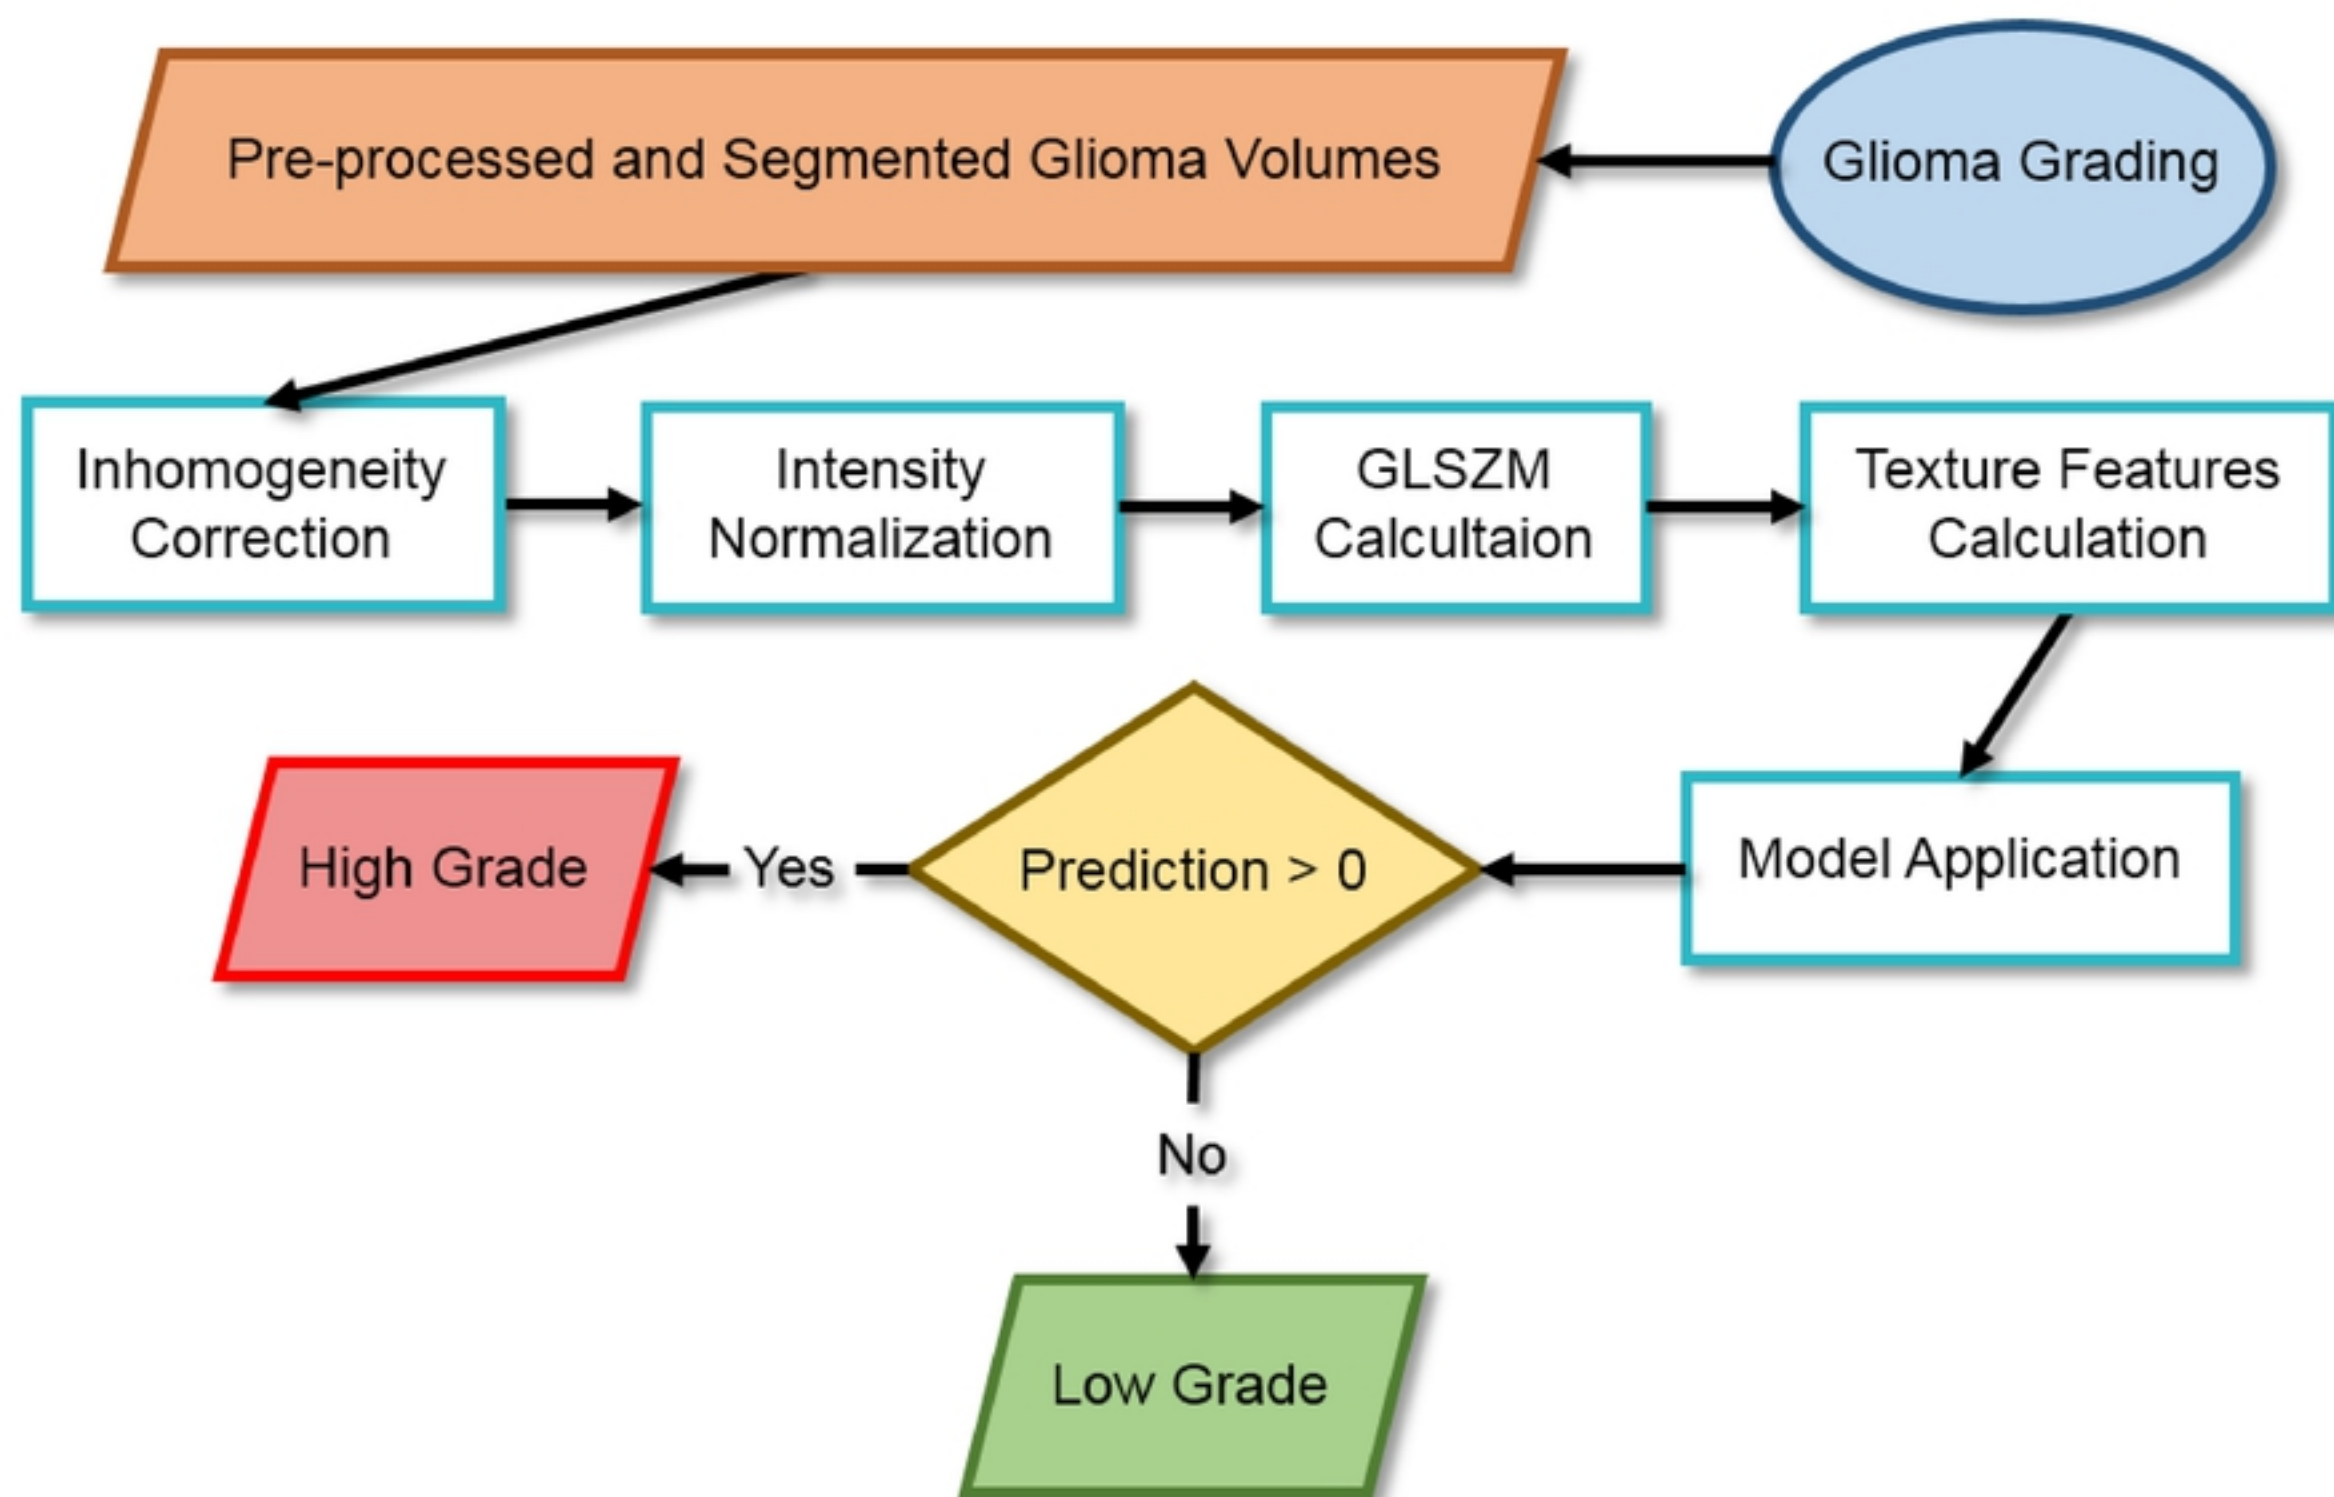 Pre-processed and Segmented Glioma Volumes
Glioma Grading
Inhomogeneity
Correction
Intensity
Normalization
GLSZM
Calcultaion
Texture Features
Calculation
High Grade
Yes
Prediction > 0
Model Application
No
Low Grade